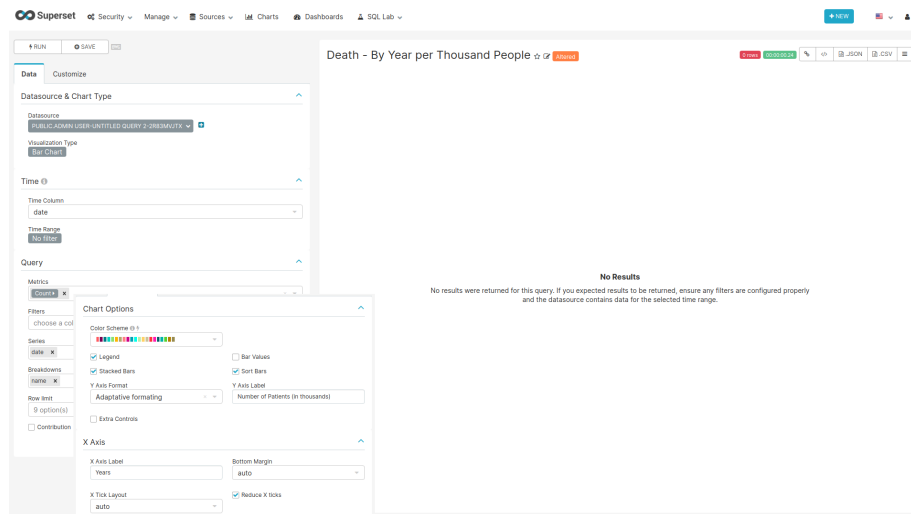 Superset Security Manage Sources Charts Dashboards SQL Lab + NEW
RUN SAVE
Death - By Year per Thousand People Altered 0 rows 00:00:00.24 </> .JSON .CSV
Data Customize
Datasource & Chart Type
Datasource
PUBLIC.ADMIN USER-UNTITLED QUERY 2-2R82MVJTX
Visualization Type
Bar Chart
Time
Time Column
date
Time Range
No filter
Query
Metrics
Count
Filters
choose a col
Series
date
Breakdowns
name
Row limit
9 option(s)
Contribution
Chart Options
Color Scheme
Legend Bar Values
Stacked Bars Sort Bars
Y Axis Format Y Axis Label
Adaptative formating Number of Patients (in thousands)
Extra Controls
X Axis
X Axis Label Bottom Margin
Years auto
X Tick Layout Reduce X ticks
auto
No Results
No results were returned for this query. If you expected results to be returned, ensure any filters are configured properly
and the datasource contains data for the selected time range.